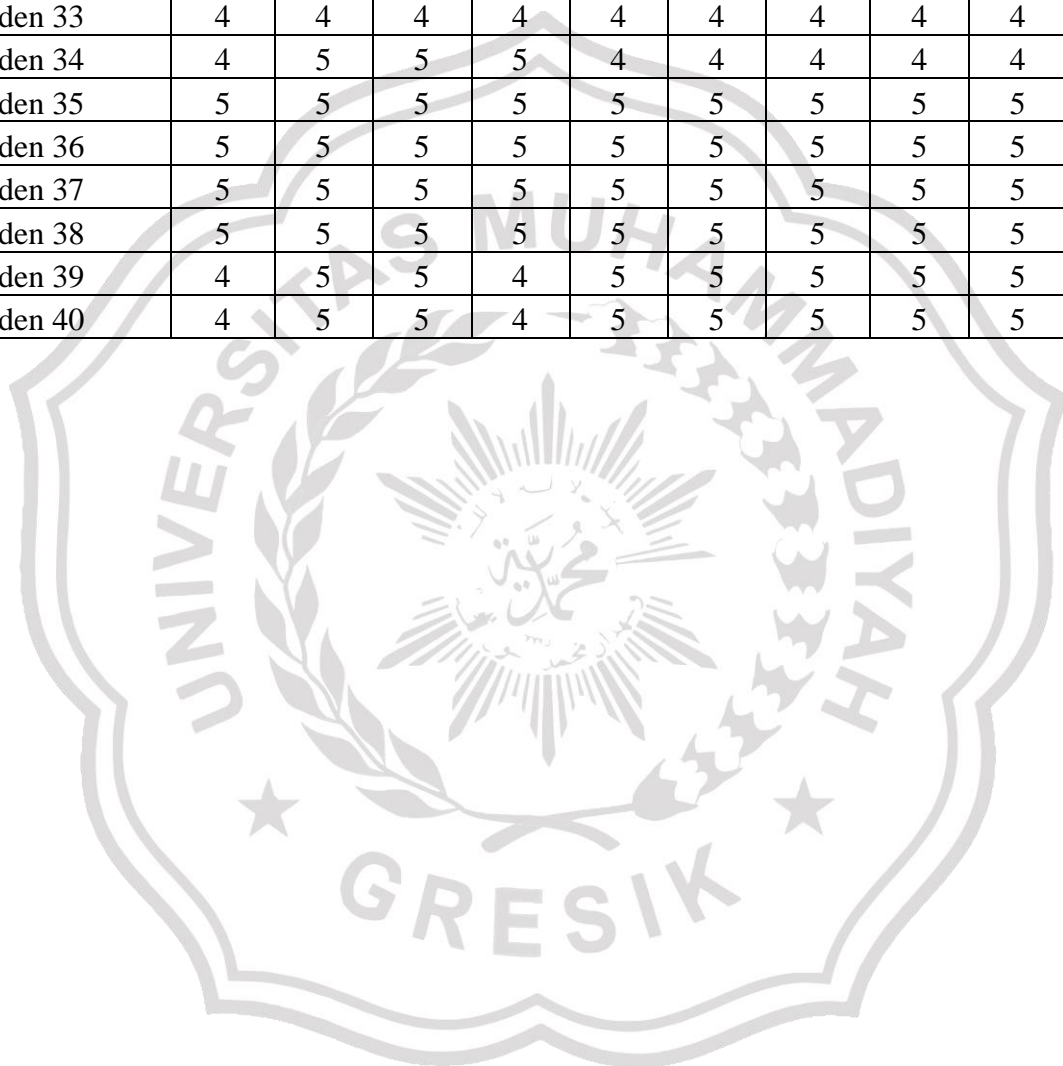 den 33 4 4 4 4 4 4 4 4 4
den 34 4 5 5 5 4 4 4 4 4
den 35 5 5 5 5 5 5 5 5 5
den 36 5 5 5 5 5 5 5 5 5
den 37 5 5 5 5 5 5 5 5 5
den 38 5 5 5 5 5 5 5 5 5
den 39 4 5 5 4 5 5 5 5 5
den 40 4 5 5 4 5 5 5 5 5
UNIVERSITAS MUHAMMADIYAH
محمد
GRESIK